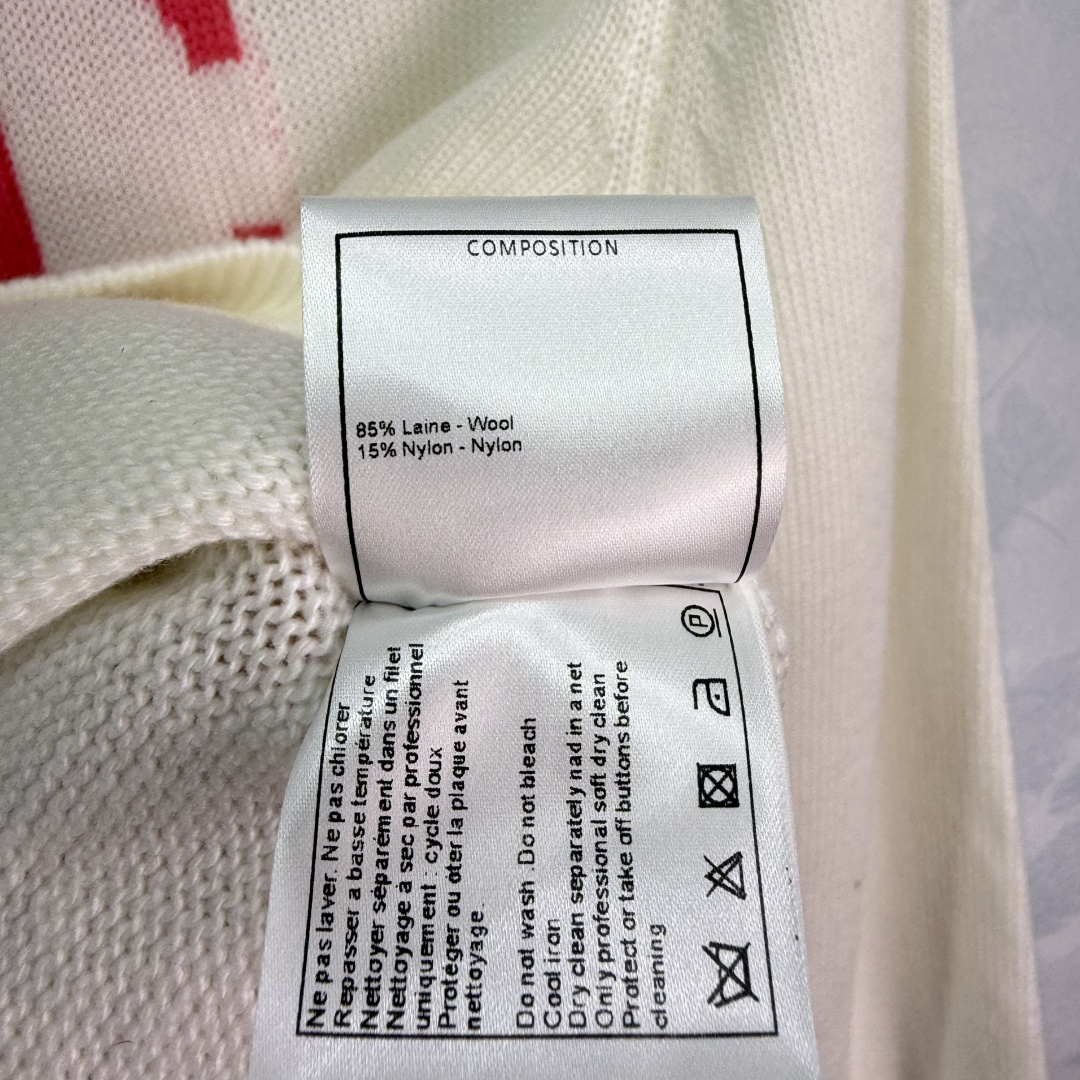 COMPOSITION
85% Laine - Wool
15% Nylon - Nylon
Ne pas laver. Ne pas chlorer
Repasser a basse température
Nettoyer séparément dans un filet
Nettoyage à sec par professionnel
uniquement : cycle doux
Protéger ou oter la plaque avant
nettoyage.
Do not wash .Do not bleach
Cool iron
Dry clean separately nad in a net
Only professional soft dry clean
Protect or take off buttons before
cleaning
P